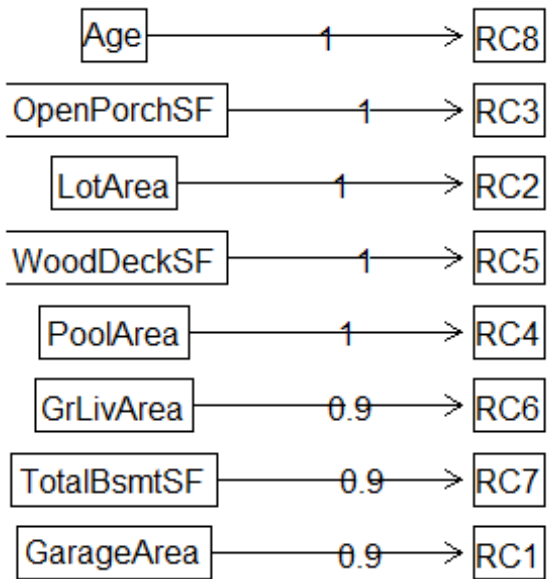 Age 1 RC8
OpenPorchSF 1 RC3
LotArea 1 RC2
WoodDeckSF 1 RC5
PoolArea 1 RC4
GrLivArea 0.9 RC6
TotalBsmtSF 0.9 RC7
GarageArea 0.9 RC1